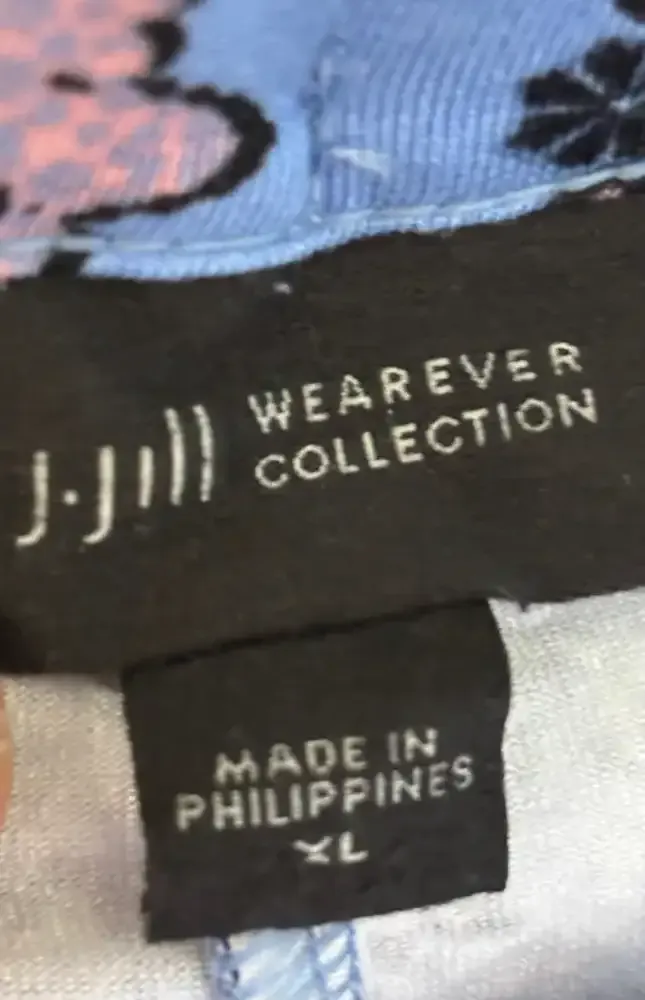 J.Jill
WEAREVER
COLLECTION
MADE IN
PHILIPPINES
XL